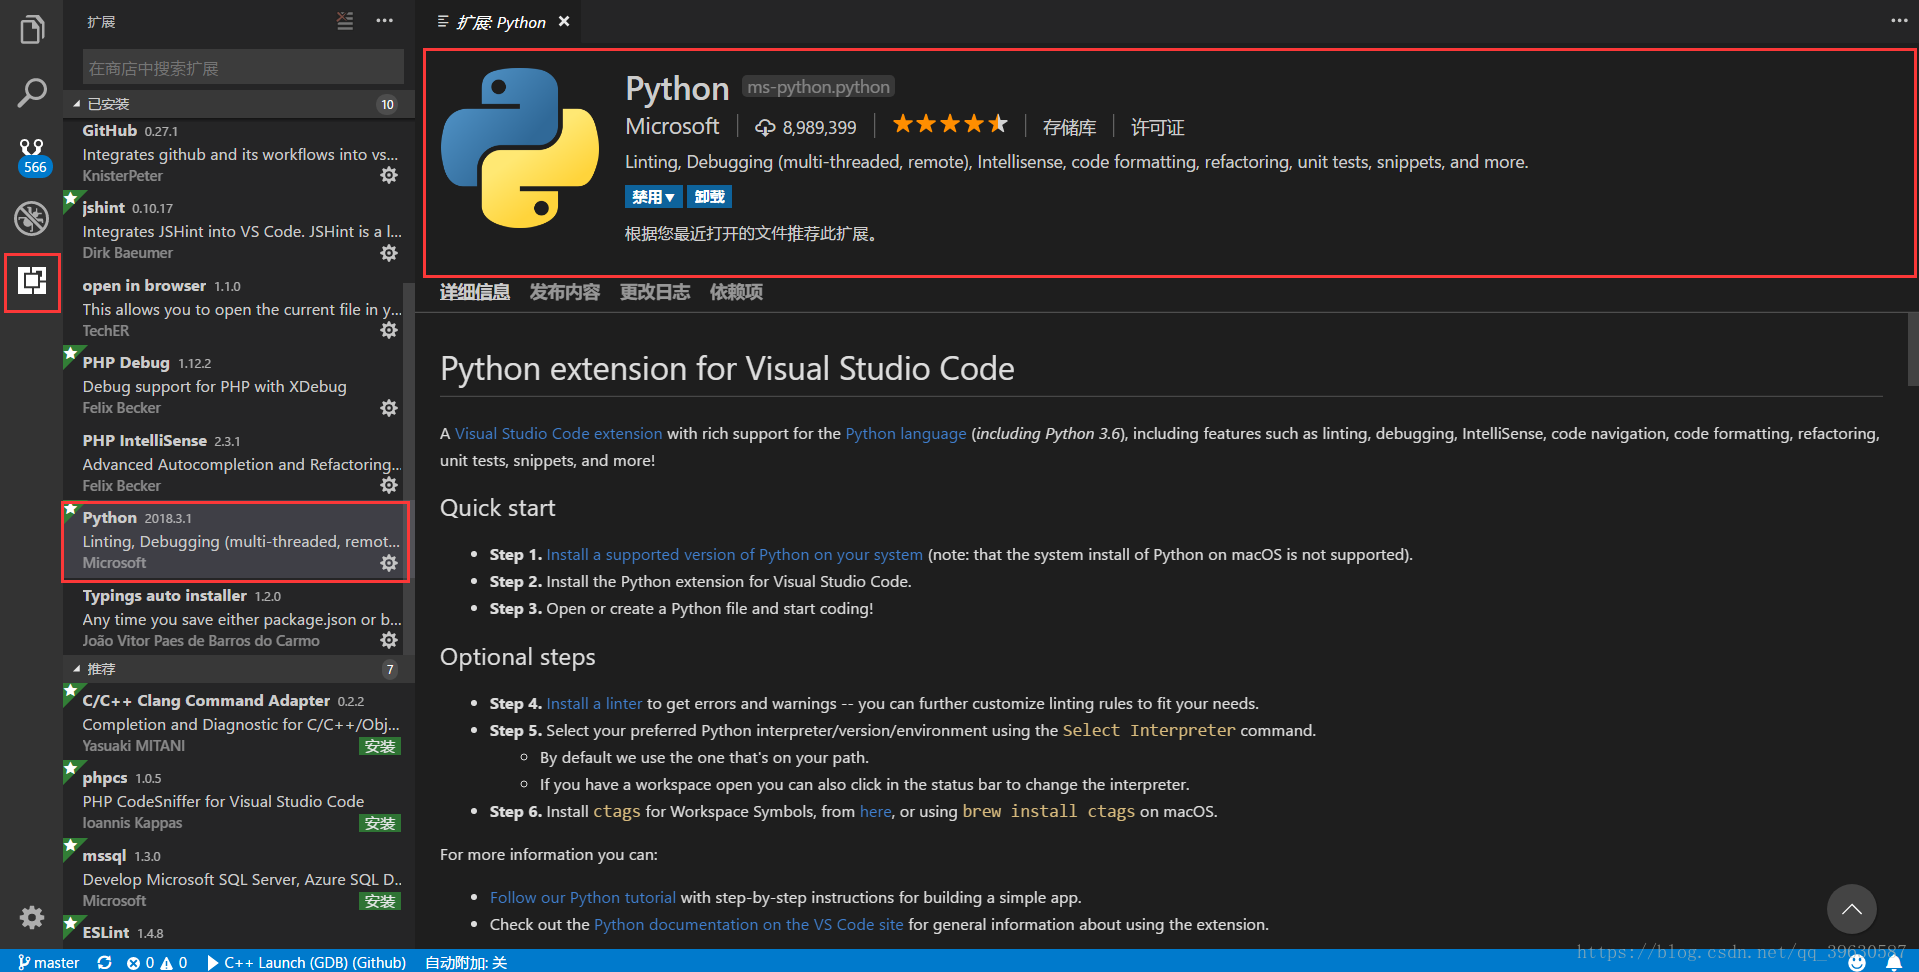 扩展
在商店中搜索扩展
已安装 10
GitHub 0.27.1
Integrates github and its workflows into vs...
KnisterPeter
jshint 0.10.17
Integrates JSHint into VS Code. JSHint is a l...
Dirk Baeumer
open in browser 1.1.0
This allows you to open the current file in y...
TechER
PHP Debug 1.12.2
Debug support for PHP with XDebug
Felix Becker
PHP IntelliSense 2.3.1
Advanced Autocompletion and Refactoring...
Felix Becker
Python 2018.3.1
Linting, Debugging (multi-threaded, remot...
Microsoft
Typings auto installer 1.2.0
Any time you save either package.json or b...
João Vitor Paes de Barros do Carmo
推荐 7
C/C++ Clang Command Adapter 0.2.2
Completion and Diagnostic for C/C++/Obj...
Yasuaki MITANI 安装
phpcs 1.0.5
PHP CodeSniffer for Visual Studio Code
Ioannis Kappas 安装
mssql 1.3.0
Develop Microsoft SQL Server, Azure SQL D...
Microsoft 安装
ESLint 1.4.8
566
扩展: Python
Python ms-python.python
Microsoft 8,989,399 存储库 许可证
Linting, Debugging (multi-threaded, remote), Intellisense, code formatting, refactoring, unit tests, snippets, and more.
禁用▼ 卸载
根据您最近打开的文件推荐此扩展。
详细信息 发布内容 更改日志 依赖项
Python extension for Visual Studio Code
A Visual Studio Code extension with rich support for the Python language (including Python 3.6), including features such as linting, debugging, IntelliSense, code navigation, code formatting, refactoring,
unit tests, snippets, and more!
Quick start
• Step 1. Install a supported version of Python on your system (note: that the system install of Python on macOS is not supported).
• Step 2. Install the Python extension for Visual Studio Code.
• Step 3. Open or create a Python file and start coding!
Optional steps
• Step 4. Install a linter to get errors and warnings -- you can further customize linting rules to fit your needs.
• Step 5. Select your preferred Python interpreter/version/environment using the Select Interpreter command.
◦ By default we use the one that's on your path.
◦ If you have a workspace open you can also click in the status bar to change the interpreter.
• Step 6. Install ctags for Workspace Symbols, from here, or using brew install ctags on macOS.
For more information you can:
• Follow our Python tutorial with step-by-step instructions for building a simple app.
• Check out the Python documentation on the VS Code site for general information about using the extension.
https://blog.csdn.net/qq_39630587
master 0 0 C++ Launch (GDB) (Github) 自动附加: 关